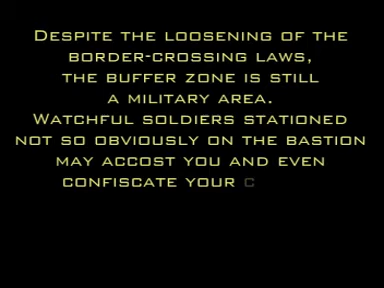 Despite the loosening of the
border-crossing laws,
the buffer zone is still
a military area.
Watchful soldiers stationed
not so obviously on the bastion
may accost you and even
confiscate your c